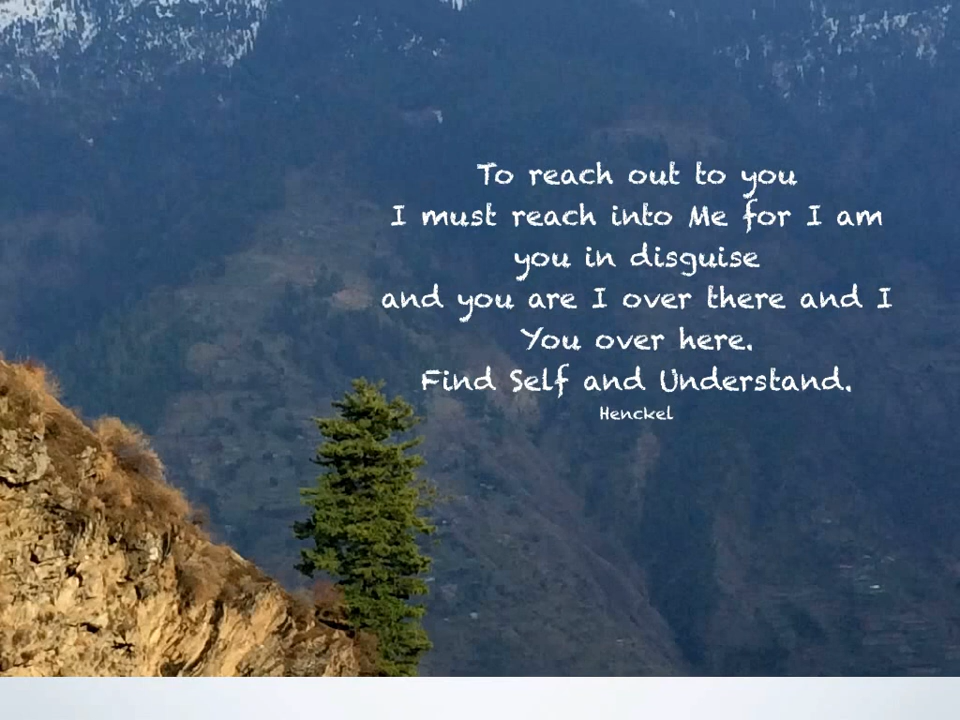 To reach out to you
I must reach into Me for I am
you in disguise
and you are I over there and I
You over here.
Find Self and Understand.
Henckel